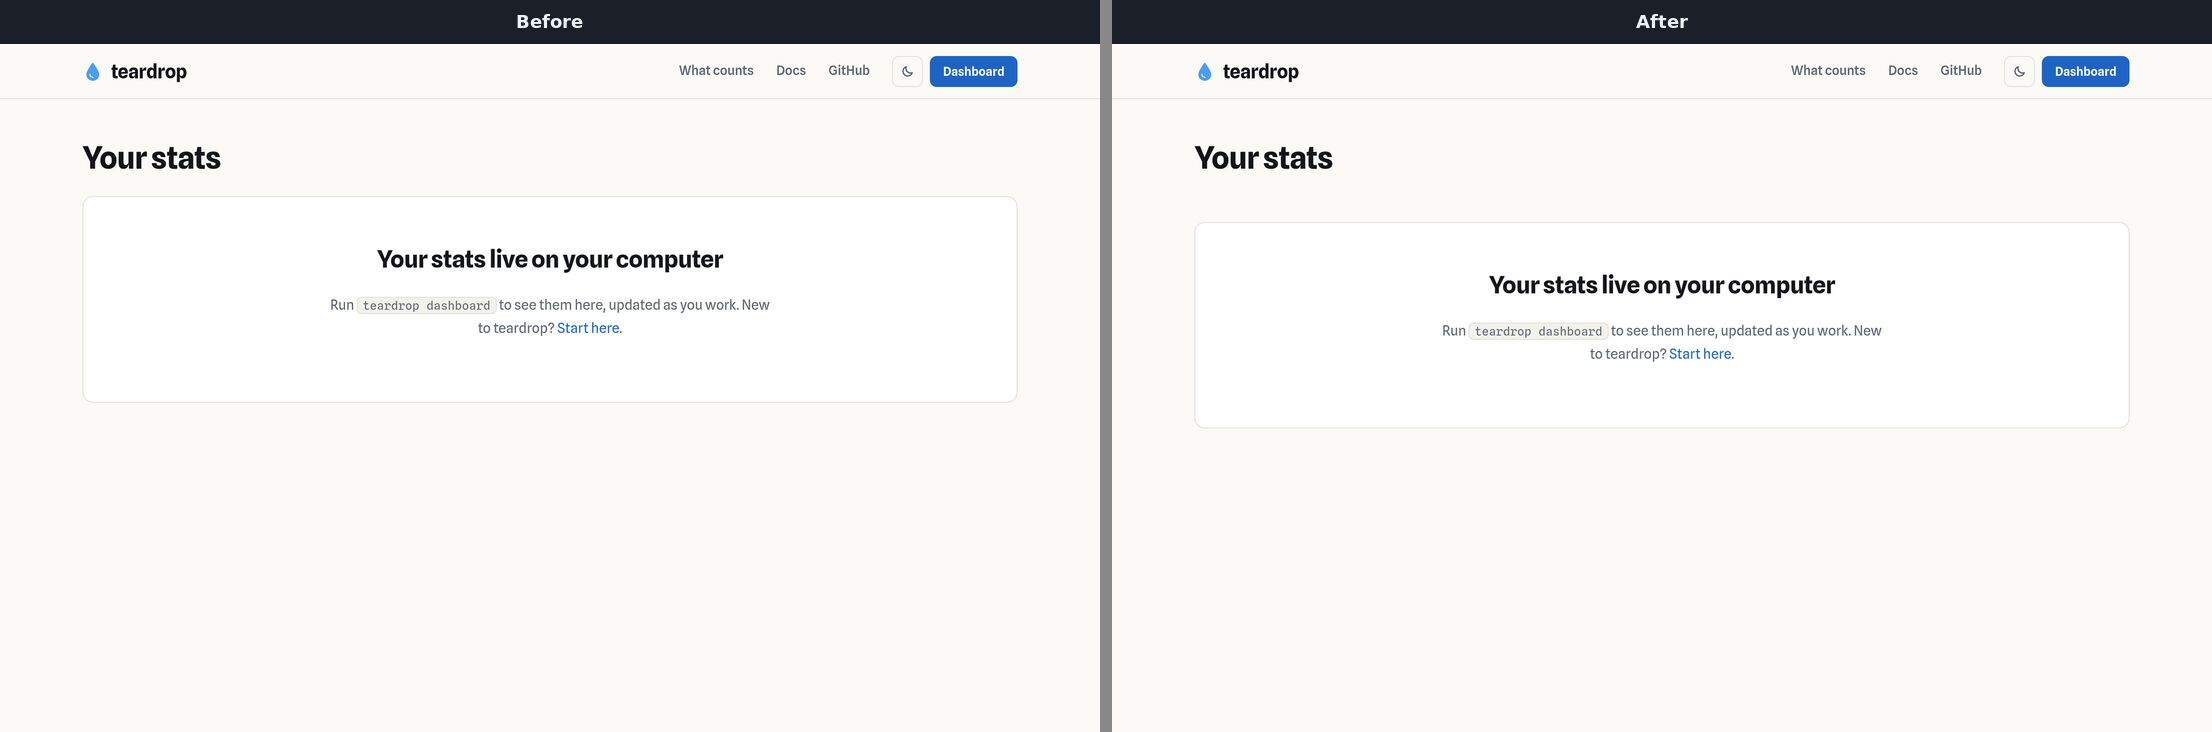 Before
teardrop
What counts Docs GitHub Dashboard
Your stats
Your stats live on your computer
Run teardrop dashboard to see them here, updated as you work. New
to teardrop? Start here.
After
teardrop
What counts Docs GitHub Dashboard
Your stats
Your stats live on your computer
Run teardrop dashboard to see them here, updated as you work. New
to teardrop? Start here.